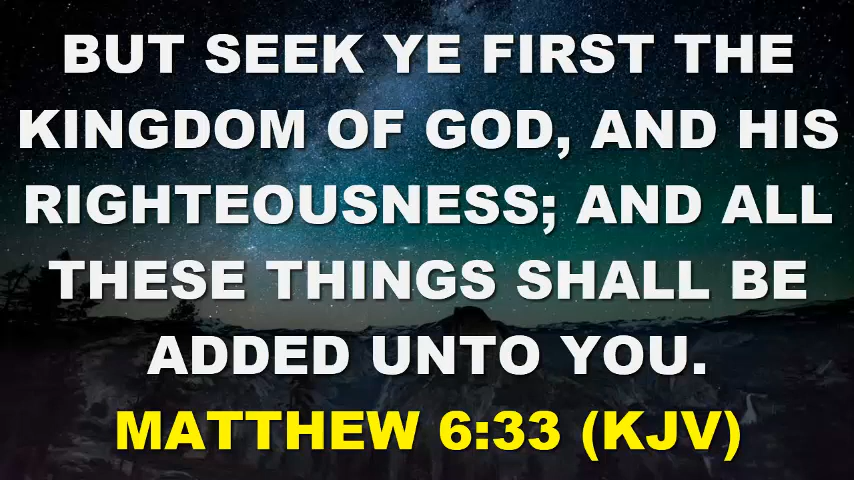 BUT SEEK YE FIRST THE
KINGDOM OF GOD, AND HIS
RIGHTEOUSNESS; AND ALL
THESE THINGS SHALL BE
ADDED UNTO YOU.
MATTHEW 6:33 (KJV)